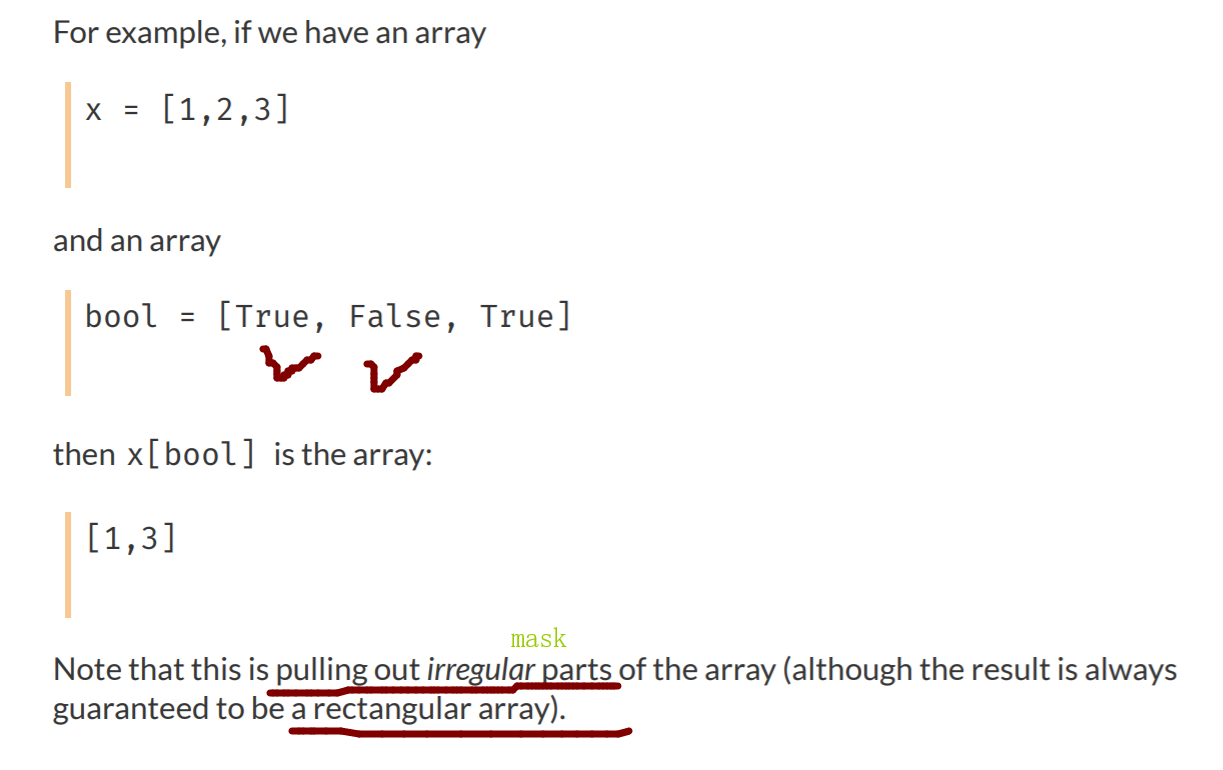 For example, if we have an array
x = [1,2,3]
and an array
bool = [True, False, True]
then x[bool] is the array:
[1,3]
mask
Note that this is pulling out irregular parts of the array (although the result is always
guaranteed to be a rectangular array).